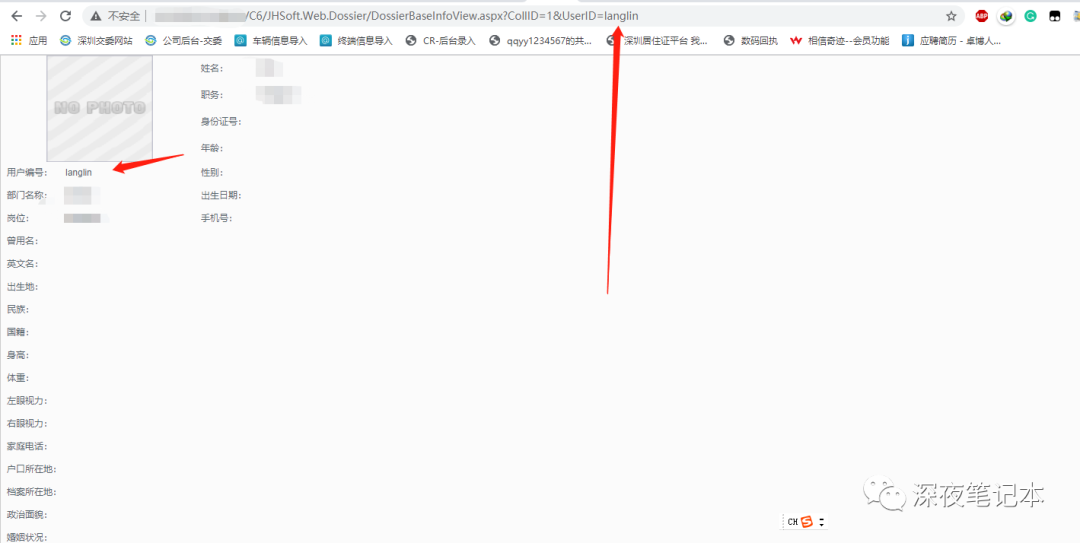 不安全 /C6/JHSoft.Web.Dossier/DossierBaseInfoView.aspx?CollID=1&UserID=langlin ABP
应用 深圳交委网站 公司后台-交委 车辆信息导入 终端信息导入 CR-后台录入 qqyy1234567的共... 深圳居住证平台 我... 数码回执 相信奇迹--会员功能 应聘简历 - 卓博人...
NO PHOTO
姓名:
职务:
身份证号:
年龄:
用户编号: langlin 性别:
部门名称: 出生日期:
岗位: 手机号:
曾用名:
英文名:
出生地:
民族:
国籍:
身高:
体重:
左眼视力:
右眼视力:
家庭电话:
户口所在地:
档案所在地:
政治面貌:
婚姻状况:
深夜笔记本
CH S